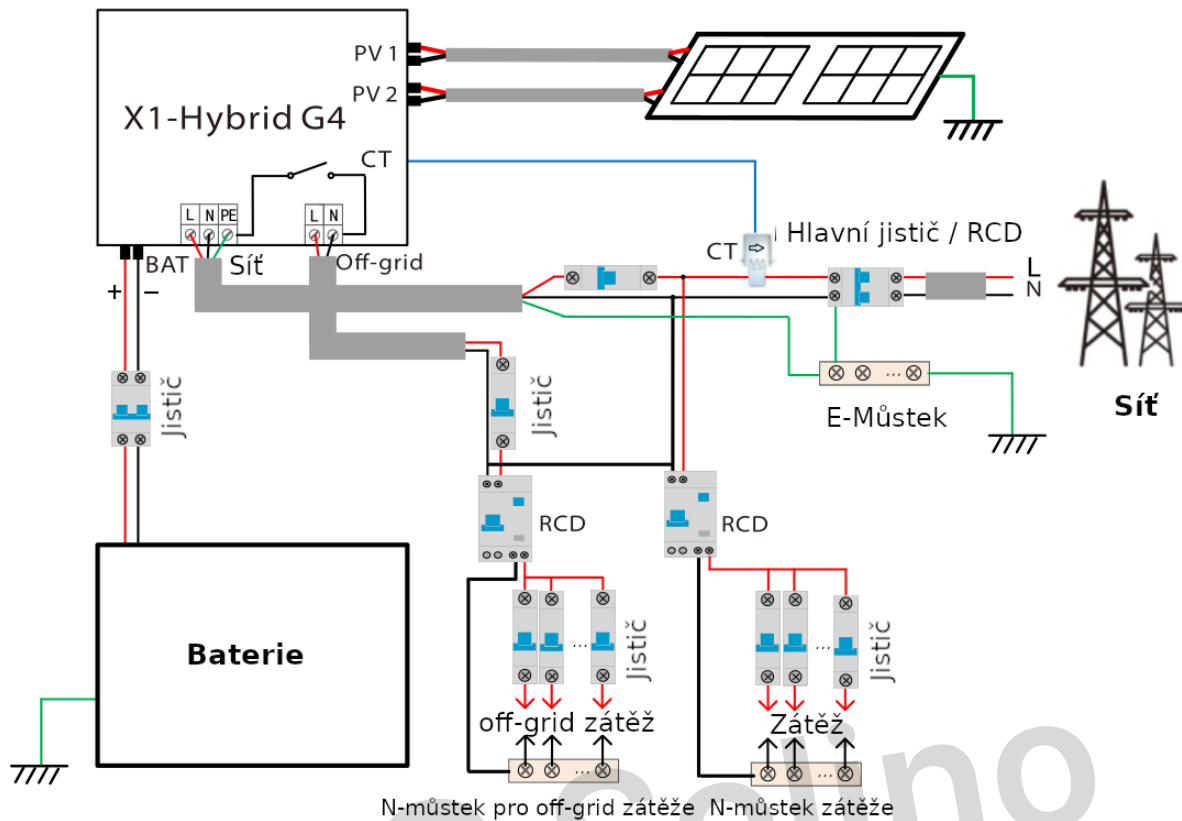 PV 1
PV 2
X1-Hybrid G4
CT
L N PE
L N
BAT
Síť
Off-grid
+
−
CT
Hlavní jistič / RCD
L
N
Jistič
Jistič
E-Můstek
Síť
RCD
RCD
Baterie
...
Jistič
...
Jistič
off-grid zátěž
Zátěž
...
...
...
N-můstek pro off-grid zátěže
N-můstek zátěže
Solino